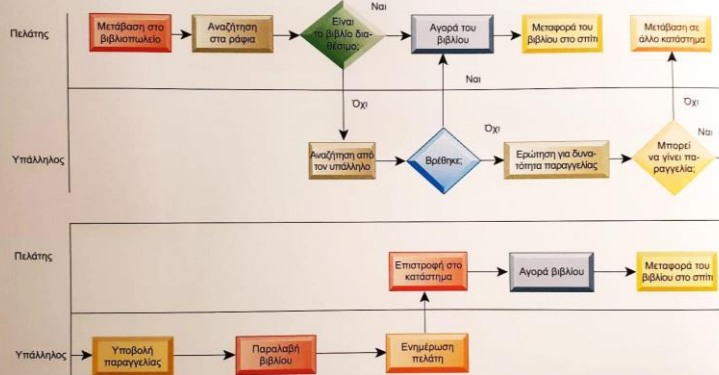 Ναι
Πελάτης
Μετάβαση στο
βιβλιοπωλείο
Αναζήτηση
στα ράφια
Είναι
το βιβλίο δια-
θέσιμο;
Αγορά του
βιβλίου
Μεταφορά του
βιβλίου στο σπίτι
Μετάβαση σε
άλλο κατάστημα
Ναι
Όχι
Όχι
Όχι
Ναι
Υπάλληλος
Αναζήτηση από
τον υπάλληλο
Βρέθηκε;
Ερώτηση για δυνα-
τότητα παραγγελίας
Μπορεί
να γίνει πα-
ραγγελία;
Πελάτης
Επιστροφή στο
κατάστημα
Αγορά βιβλίου
Μεταφορά του
βιβλίου στο σπίτι
Υπάλληλος
Υποβολή
παραγγελίας
Παραλαβή
βιβλίου
Ενημέρωση
πελάτη